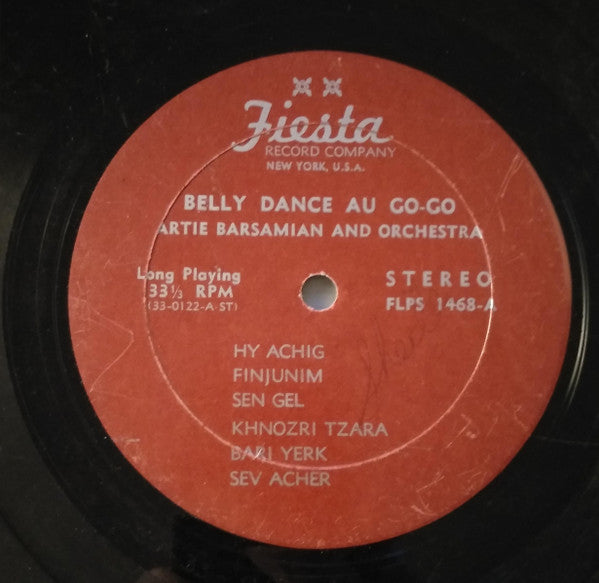 Fiesta
RECORD COMPANY
NEW YORK, U.S.A.
BELLY DANCE AU GO-GO
ARTIE BARSAMIAN AND ORCHESTRA
Long Playing
33⅓ RPM
(33-0122-A-ST)
STEREO
FLPS 1468-A
HY ACHIG
FINJUNIM
SEN GEL
KHNOZRI TZARA
BARI YERK
SEV ACHER